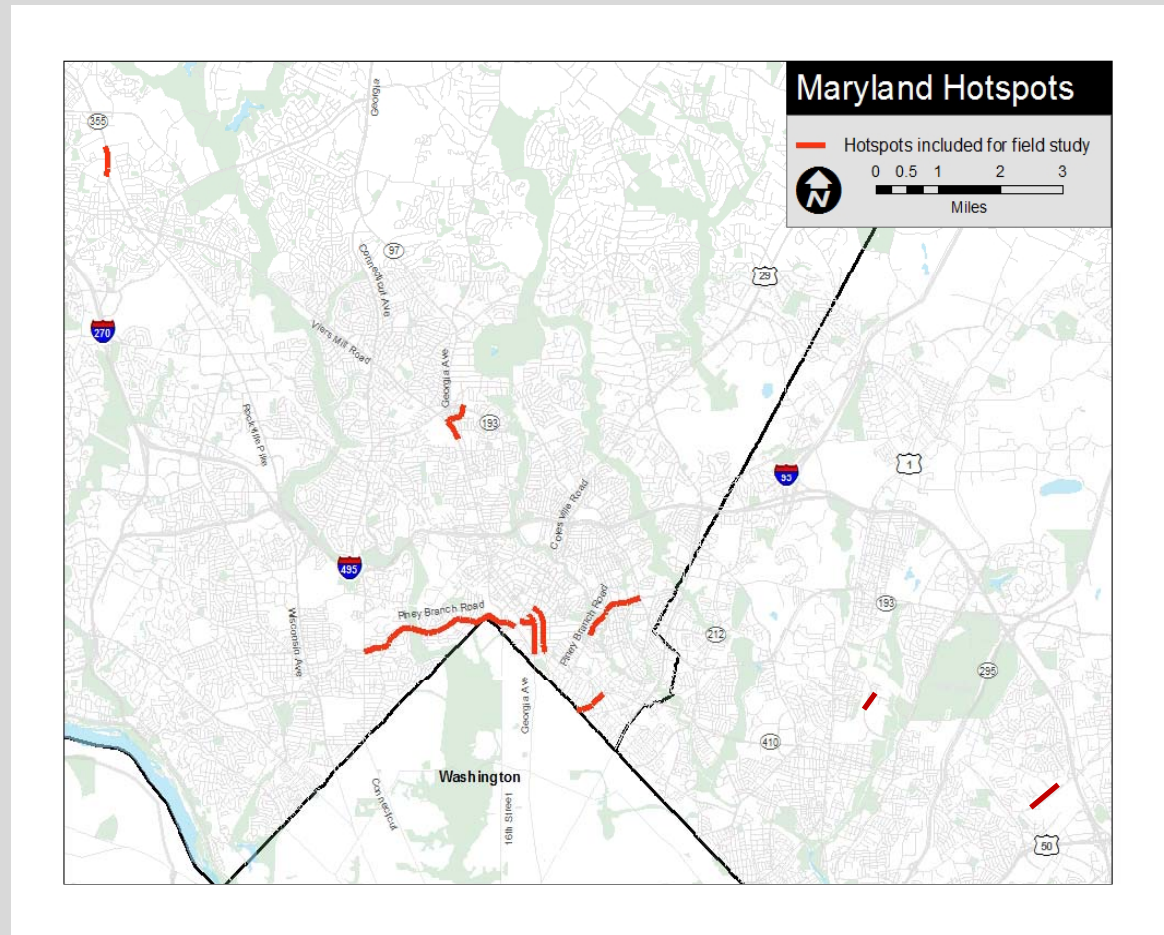 Maryland Hotspots
Hotspots included for field study
0 0.5 1 2 3
Miles
N
Georgia
355
97
Connecticut Ave
29
270
Viers Mill Road
Georgia Ave
193
Rockville Pike
1
95
Colesville Road
495
Piney Branch Road
Piney Branch Road
Wisconsin Ave
193
212
295
Georgia Ave
410
Washington
Connecticut
16th Street
50